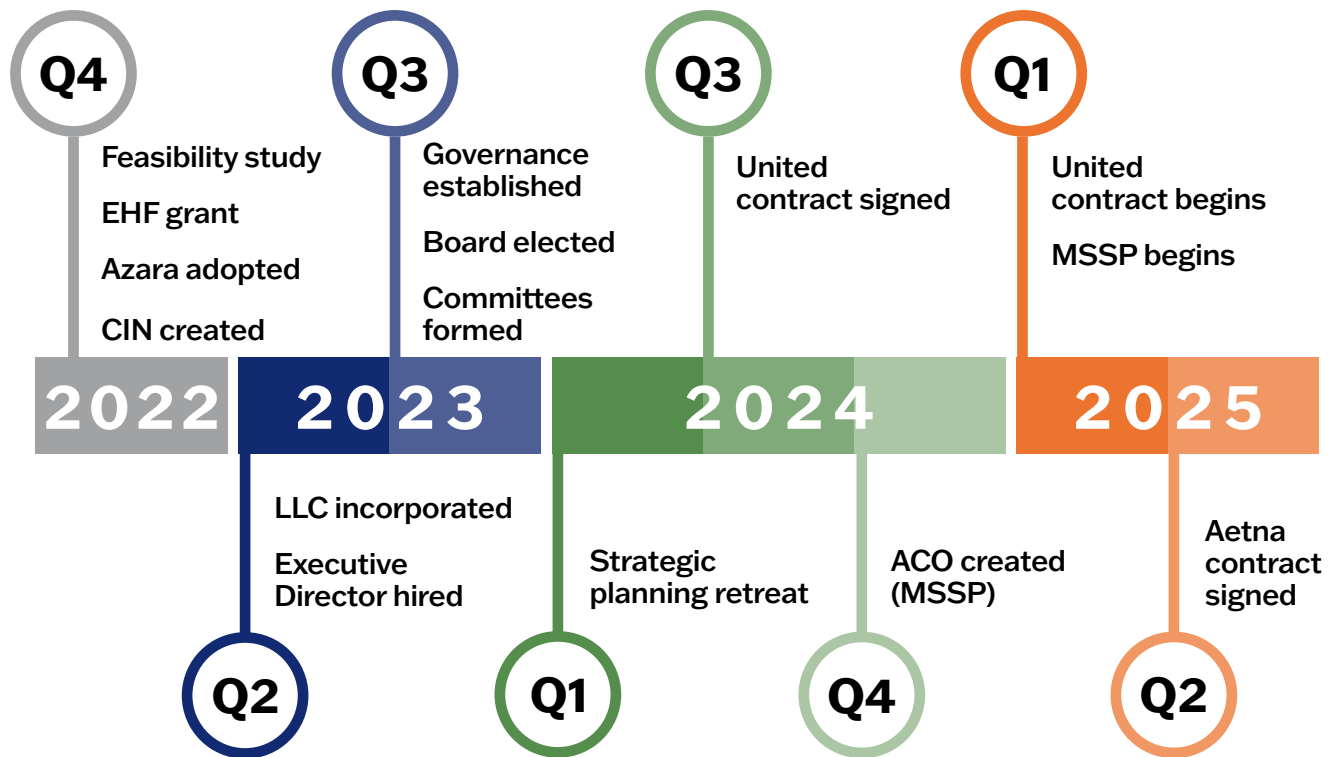 Q4
Feasibility study
EHF grant
Azara adopted
CIN created
Q3
Governance
established
Board elected
Committees
formed
Q3
United
contract signed
Q1
United
contract begins
MSSP begins
2022
2023
2024
2025
LLC incorporated
Executive
Director hired
Q2
Strategic
planning retreat
Q1
ACO created
(MSSP)
Q4
Aetna
contract
signed
Q2